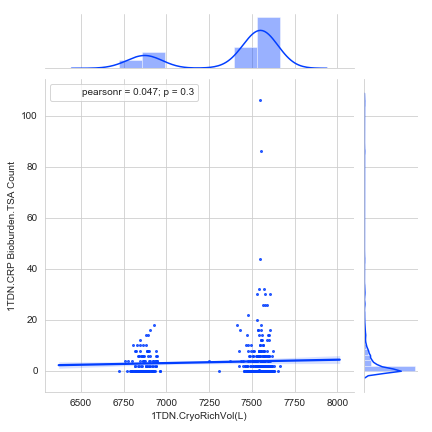 pearsonr = 0.047; p = 0.3
100
80
60
40
20
0
1TDN.CRP Bioburden.TSA Count
6500 6750 7000 7250 7500 7750 8000
1TDN.CryoRichVol(L)